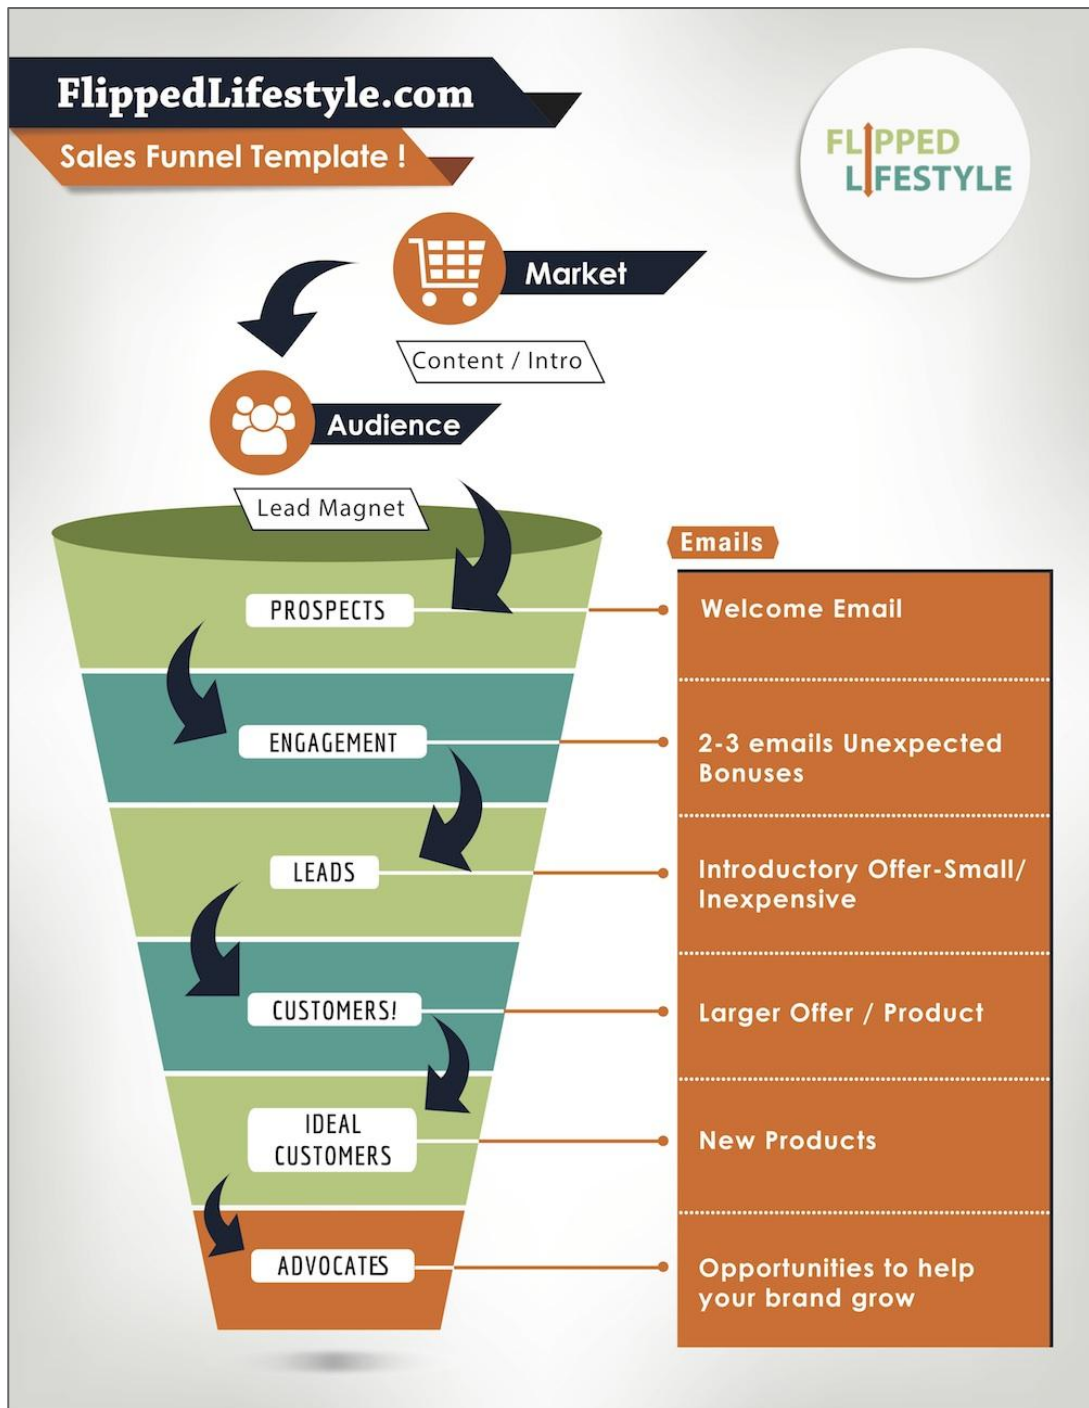 FlippedLifestyle.com
Sales Funnel Template !
FLIPPED
LIFESTYLE
Market
Content / Intro
Audience
Lead Magnet
Emails
PROSPECTS
Welcome Email
ENGAGEMENT
2-3 emails Unexpected
Bonuses
LEADS
Introductory Offer-Small/
Inexpensive
CUSTOMERS!
Larger Offer / Product
IDEAL
CUSTOMERS
New Products
ADVOCATES
Opportunities to help
your brand grow